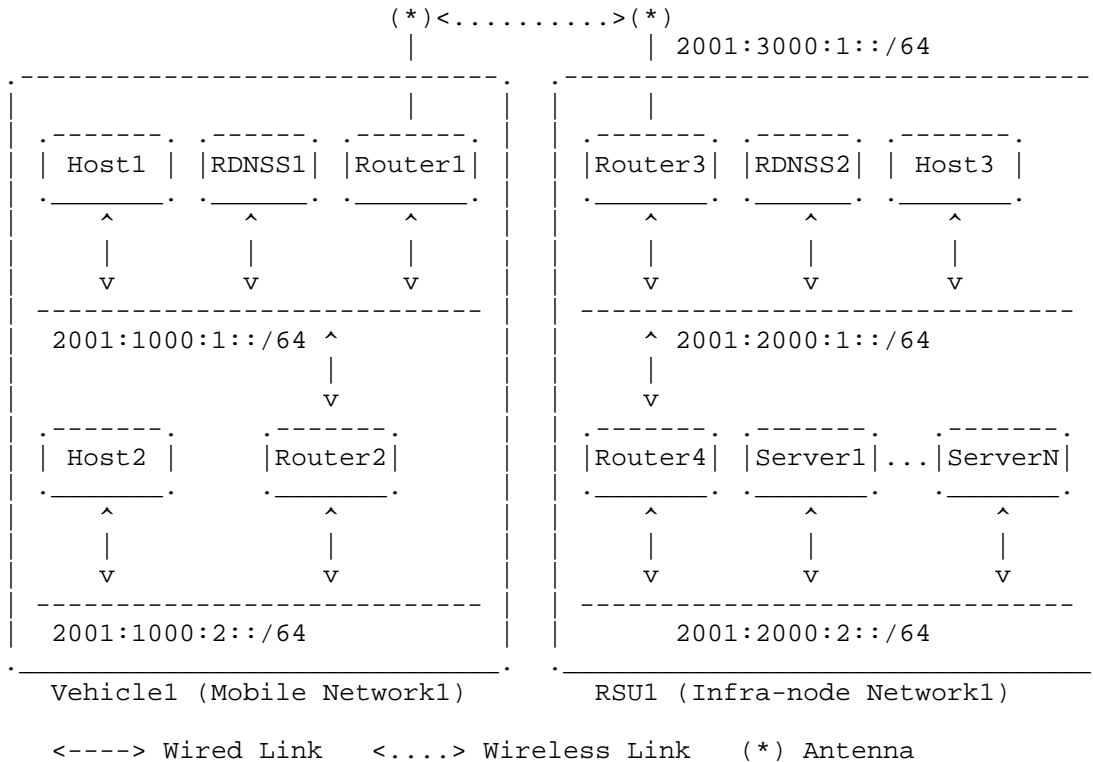 (*)<..........>(*)
2001:3000:1::/64
Host1 RDNSS1 Router1 Router3 RDNSS2 Host3
2001:1000:1::/64 2001:2000:1::/64
Host2 Router2 Router4 Server1 ... ServerN
2001:1000:2::/64 2001:2000:2::/64
Vehicle1 (Mobile Network1) RSU1 (Infra-node Network1)
<----> Wired Link <....> Wireless Link (*) Antenna